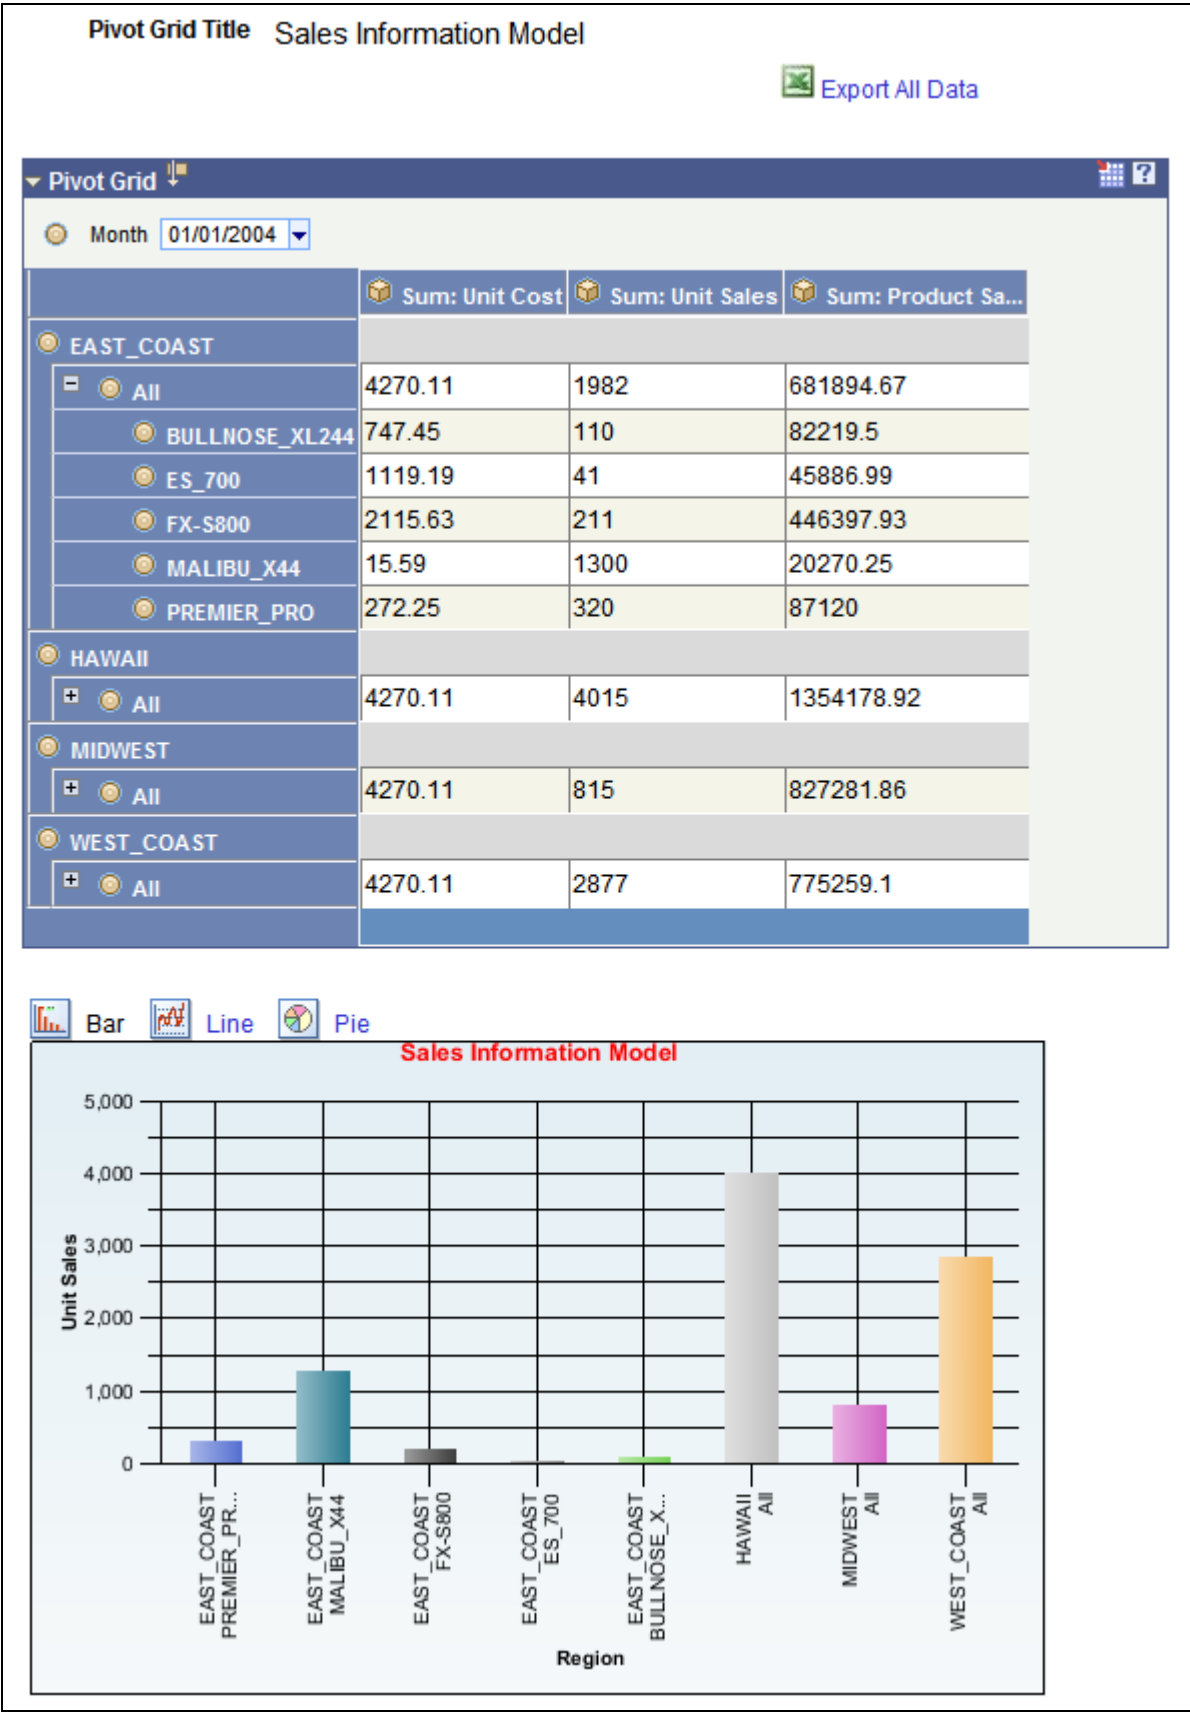 Pivot Grid Title Sales Information Model
Export All Data
Pivot Grid
Month 01/01/2004
Sum: Unit Cost Sum: Unit Sales Sum: Product Sa...
EAST_COAST
All 4270.11 1982 681894.67
BULLNOSE_XL244 747.45 110 82219.5
ES_700 1119.19 41 45886.99
FX-S800 2115.63 211 446397.93
MALIBU_X44 15.59 1300 20270.25
PREMIER_PRO 272.25 320 87120
HAWAII
All 4270.11 4015 1354178.92
MIDWEST
All 4270.11 815 827281.86
WEST_COAST
All 4270.11 2877 775259.1
Bar Line Pie
Sales Information Model
5,000
4,000
3,000
2,000
1,000
0
Unit Sales
EAST_COAST
PREMIER_PR...
EAST_COAST
MALIBU_X44
EAST_COAST
FX-S800
EAST_COAST
ES_700
EAST_COAST
BULLNOSE_X...
HAWAII
All
MIDWEST
All
WEST_COAST
All
Region